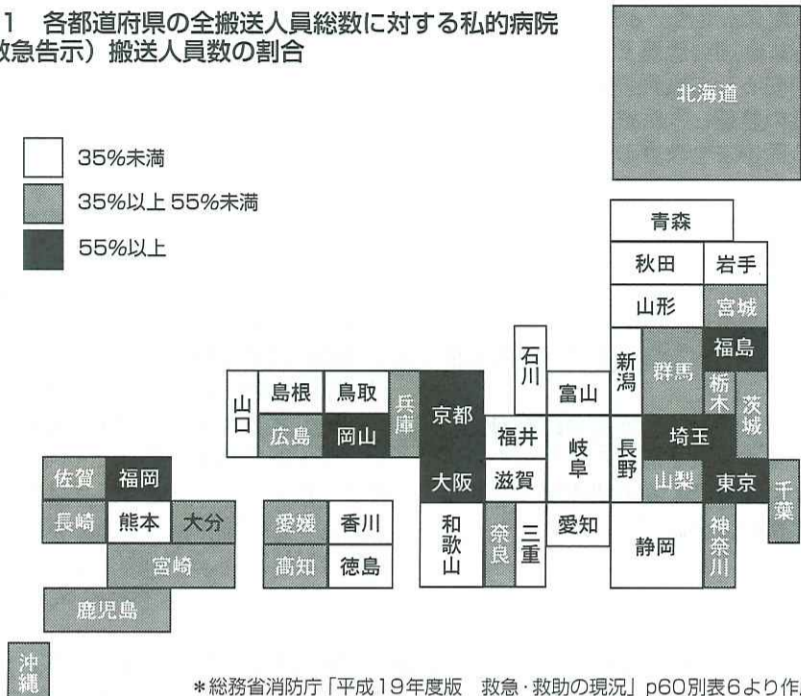 1 各都道府県の全搬送人員総数に対する私的病院
救急告示）搬送人員数の割合
35%未満
35%以上 55%未満
55%以上
北海道
青森
秋田
岩手
山形
宮城
福島
新潟
群馬
栃木
茨城
石川
富山
山口
島根
鳥取
兵庫
京都
広島
岡山
福井
岐阜
長野
埼玉
大阪
滋賀
山梨
東京
千葉
佐賀
福岡
長崎
熊本
大分
愛媛
香川
和歌山
奈良
三重
愛知
静岡
神奈川
宮崎
高知
徳島
鹿児島
沖縄
*総務省消防庁「平成19年度版 救急・救助の現況」p60別表6より作